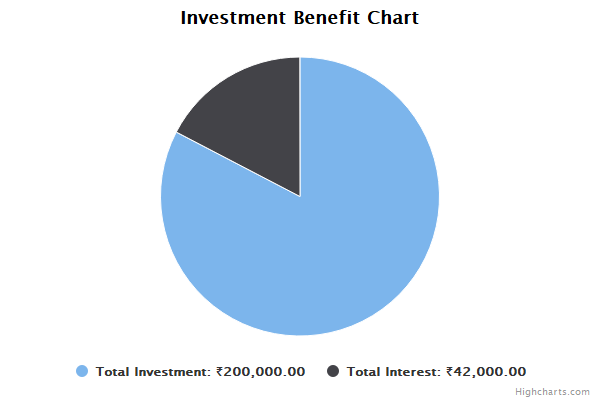 Investment Benefit Chart
Total Investment: ₹200,000.00 Total Interest: ₹42,000.00
Highcharts.com